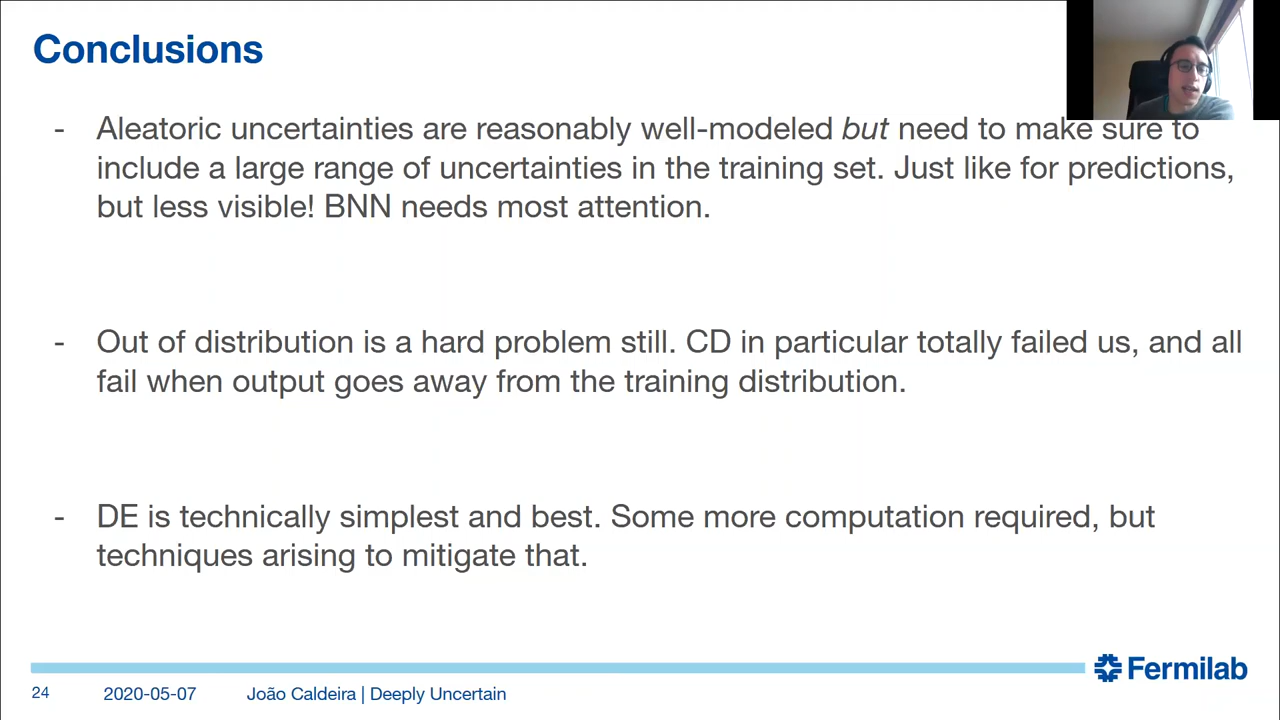 Conclusions
- Aleatoric uncertainties are reasonably well-modeled but need to make sure to
include a large range of uncertainties in the training set. Just like for predictions,
but less visible! BNN needs most attention.
- Out of distribution is a hard problem still. CD in particular totally failed us, and all
fail when output goes away from the training distribution.
- DE is technically simplest and best. Some more computation required, but
techniques arising to mitigate that.
Fermilab
24 2020-05-07 João Caldeira | Deeply Uncertain